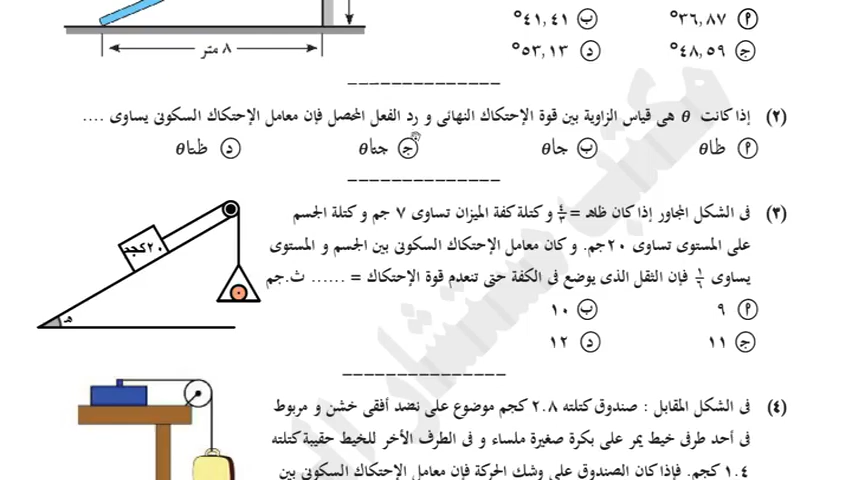 أ ٣٦,٨٧° ب ٤١,٤١°
ج ٤٨,٥٩° د ٥٣,١٣°
٨ متر
(٢) إذا كانت θ هى قياس الزاوية بين قوة الإحتكاك النهائى و رد الفعل المحصل فإن معامل الإحتكاك السكونى يساوى ....
أ ظاθ ب جاθ ج جتاθ د ظتاθ
(٣) فى الشكل المجاور إذا كان ظاهـ = ٤/٣ و كتلة كفة الميزان تساوى ٧ جم و كتلة الجسم
على المستوى تساوى ٢٠جم. و كان معامل الإحتكاك السكونى بين الجسم و المستوى
يساوى فإن الثقل الذى يوضع فى الكفة حتى تنعدم قوة الإحتكاك = ...... ث.جم
أ ٩ ب ١٠
ج ١١ د ١٢
٢٠كجم
هـ
(٤) فى الشكل المقابل : صندوق كتلته ٢.٨ كجم موضوع على نضد أفقى خشن و مربوط
فى أحد طرفى خيط يمر على بكرة صغيرة ملساء و فى الطرف الأخر للخيط حقيبة كتلته
١.٤ كجم. فإذا كان الصندوق على وشك الحركة فإن معامل الإحتكاك السكونى بين